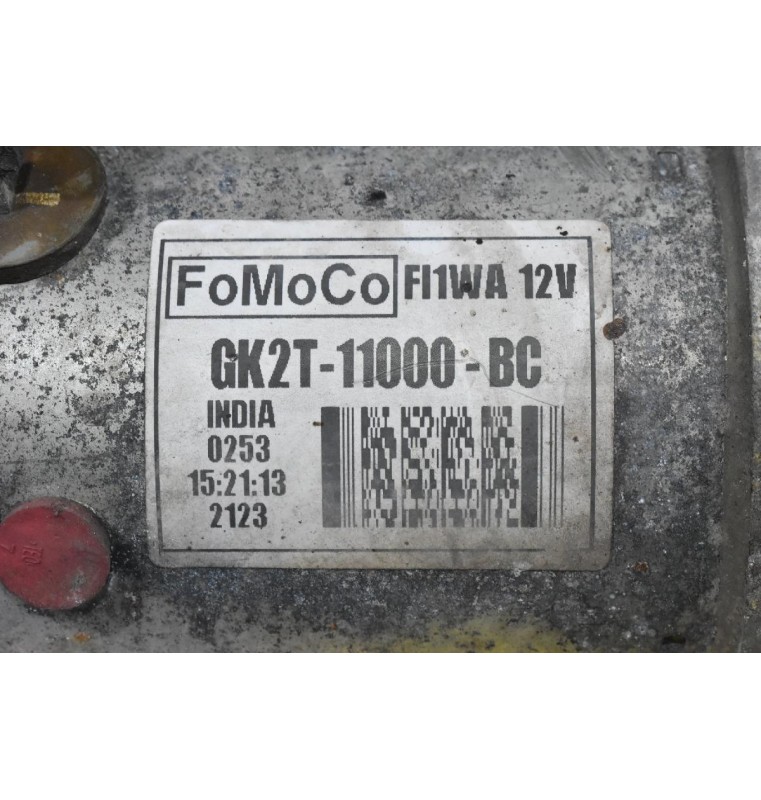 FoMoCo FI1WA 12V
GK2T-11000-BC
INDIA
0253
15:21:13
2123